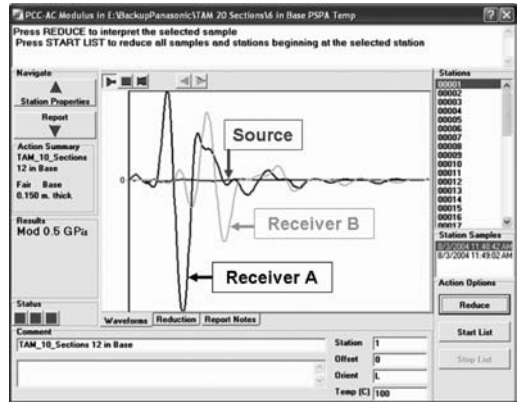 PCC-AC Modulus in E:\BackupPanasonic\TAM 20 Sections\6 in Base PSPA Temp
Press REDUCE to interpret the selected sample
Press START LIST to reduce all samples and stations beginning at the selected station
Navigate
Station Properties
Report
Action Summary
TAM_10_Sections
12 in Base
Fair Base
0.150 m. thick
Results
Mod 0.5 GPa
Status
0
Source
Receiver B
Receiver A
Waveforms
Reduction
Report Notes
Stations
00001
00002
00003
00004
00005
00006
00007
00008
00009
00010
00011
00012
00013
00014
00015
00016
00017
Station Samples
8/3/2004 11:48:42 AM
8/3/2004 11:49:02 AM
Action Options
Reduce
Start List
Stop List
Comment
TAM_10_Sections 12 in Base
Station 1
Offset 0
Orient L
Temp (C) 100